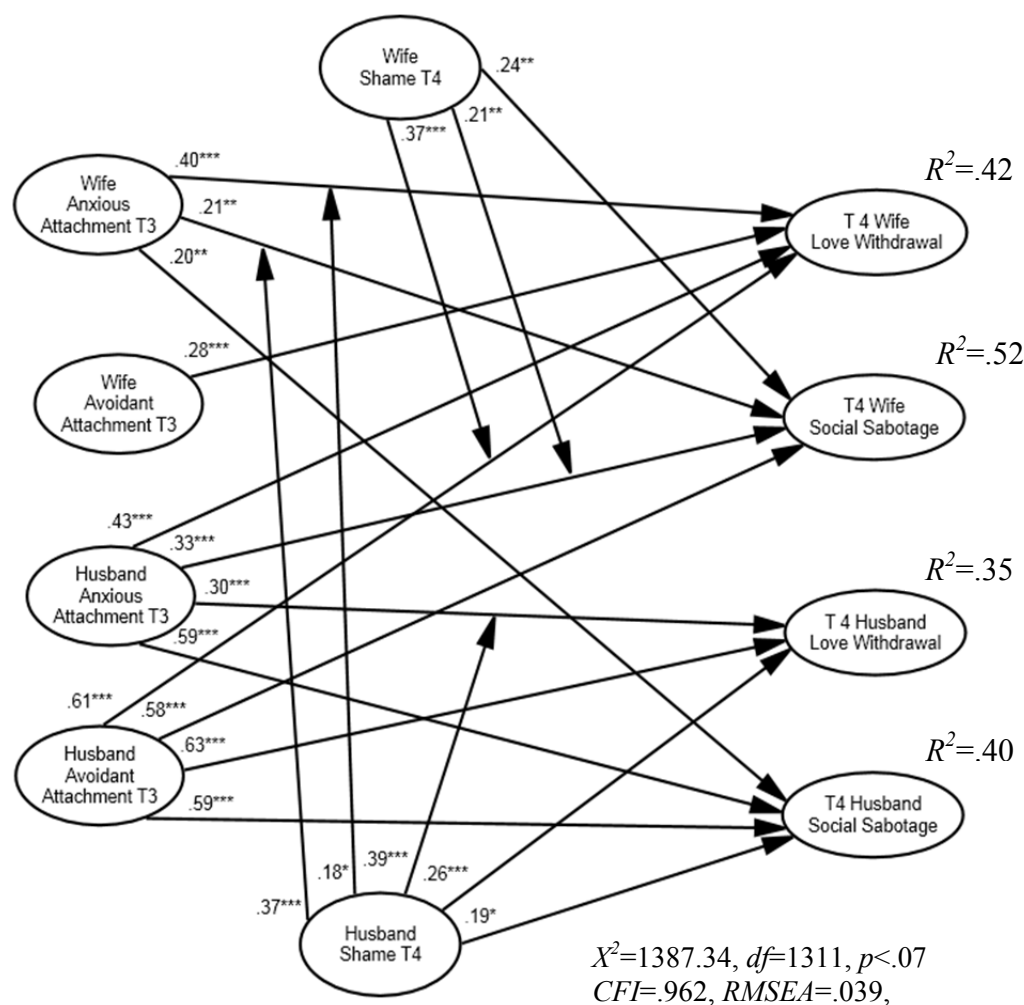 Wife
Shame T4
.24**
.21**
.37***
.40***
R²=.42
Wife
Anxious
Attachment T3
.21**
.20**
T 4 Wife
Love Withdrawal
.28***
R²=.52
Wife
Avoidant
Attachment T3
T4 Wife
Social Sabotage
.43***
.33***
Husband
Anxious
Attachment T3
.30***
.59***
R²=.35
T 4 Husband
Love Withdrawal
.61***
.58***
.63***
Husband
Avoidant
Attachment T3
.59***
R²=.40
T4 Husband
Social Sabotage
.37***
.18*
.39***
.26***
.19*
Husband
Shame T4
X²=1387.34, df=1311, p<.07
CFI=.962, RMSEA=.039,